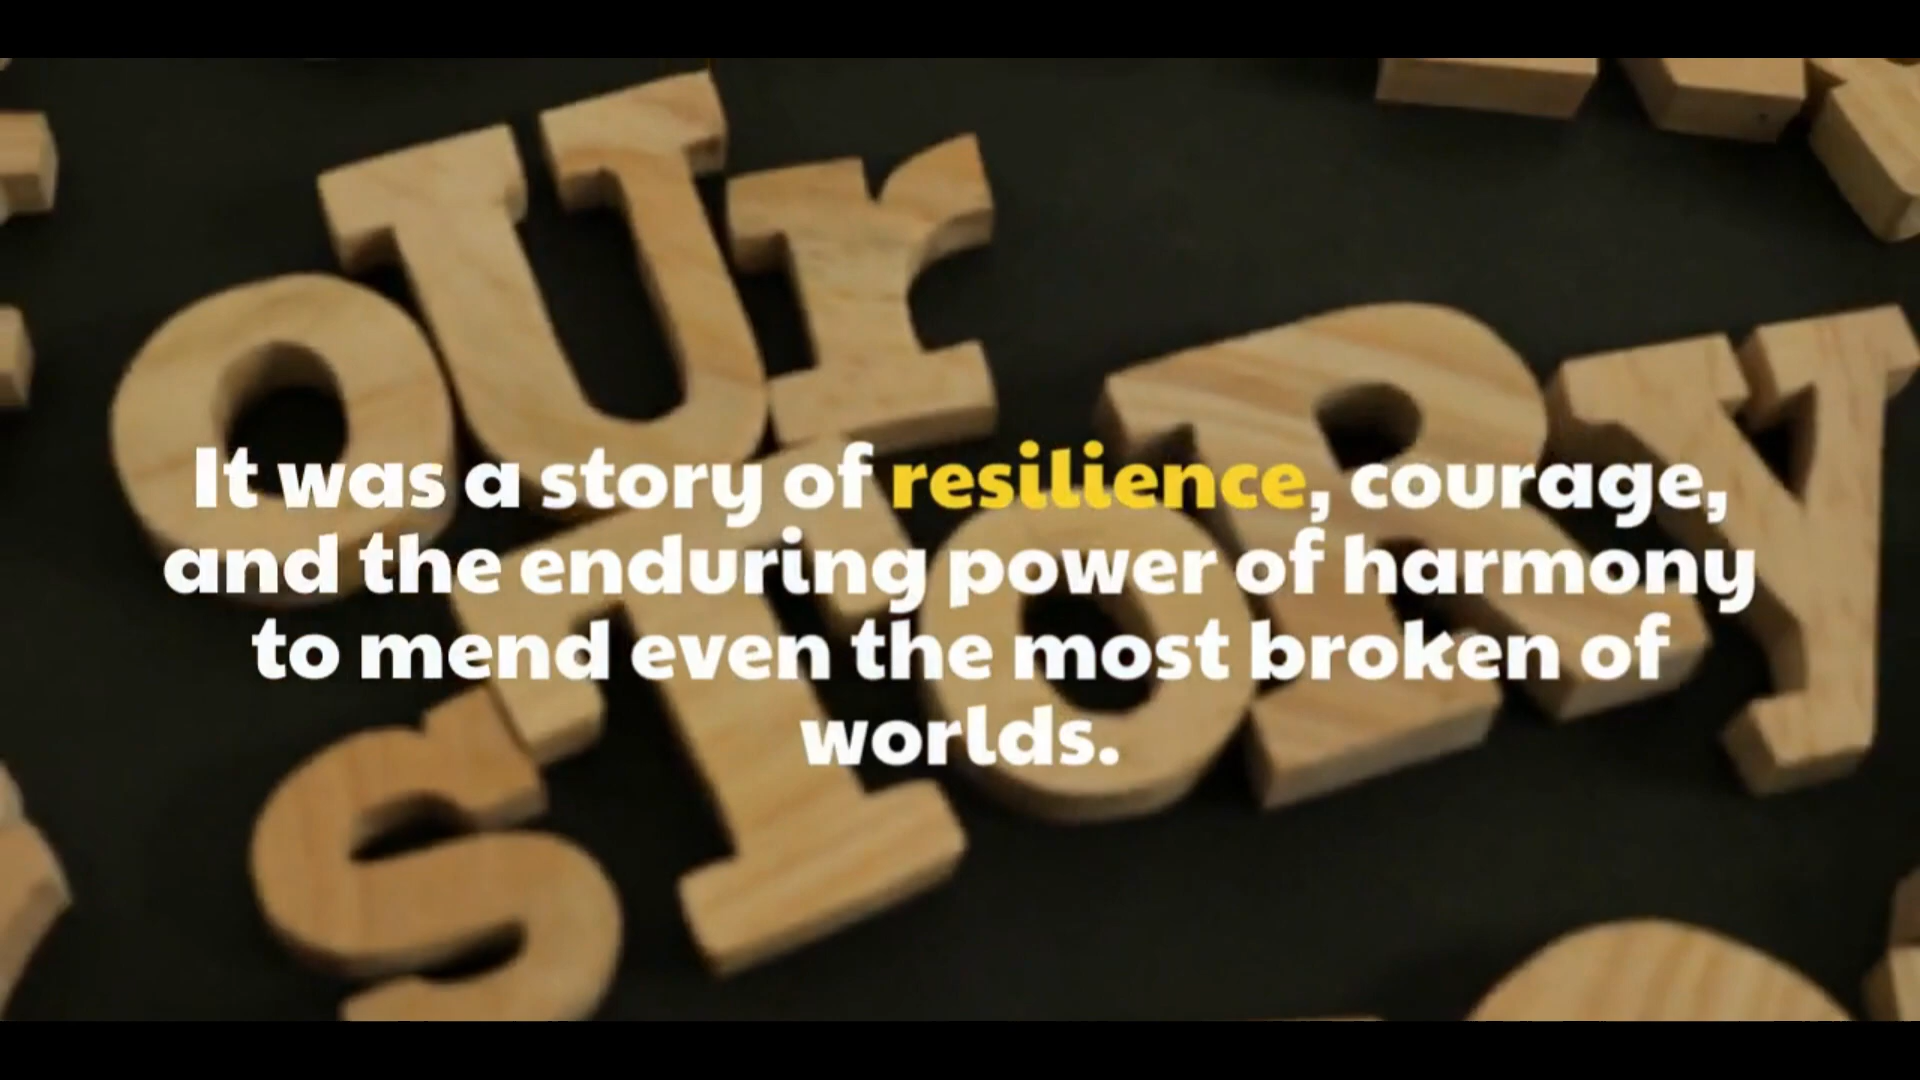 oUr
sToRy
It was a story of resilience, courage,
and the enduring power of harmony
to mend even the most broken of
worlds.